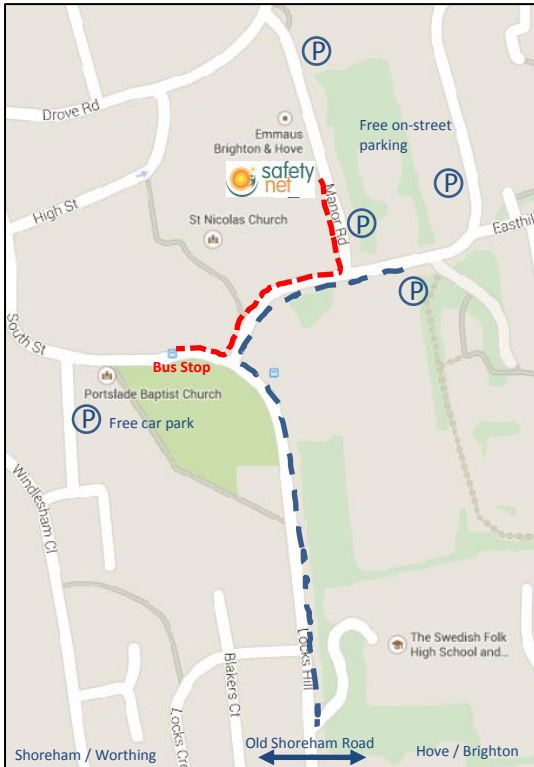 P
Drove Rd
Emmaus
Brighton & Hove
Free on-street
parking
safety
net
Manor Rd
P
P
High St
St Nicolas Church
Easthill
P
South St
Bus Stop
Portslade Baptist Church
P
Free car park
Windlesham Cl
Locks Hill
Blakers Ct
The Swedish Folk
High School and...
Locks Cre
Shoreham / Worthing
Old Shoreham Road
Hove / Brighton